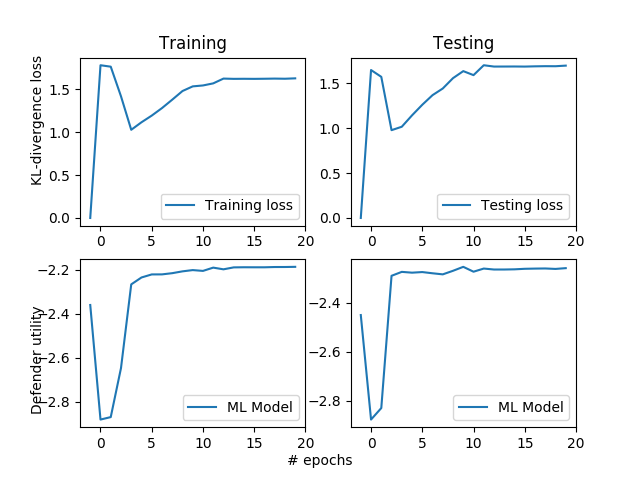 Training
Testing
KL-divergence loss
1.5
1.0
0.5
0.0
Training loss
0 5 10 15 20
1.5
1.0
0.5
0.0
Testing loss
0 5 10 15 20
Defender utility
−2.2
−2.4
−2.6
−2.8
ML Model
0 5 10 15 20
−2.4
−2.6
−2.8
ML Model
0 5 10 15 20
# epochs